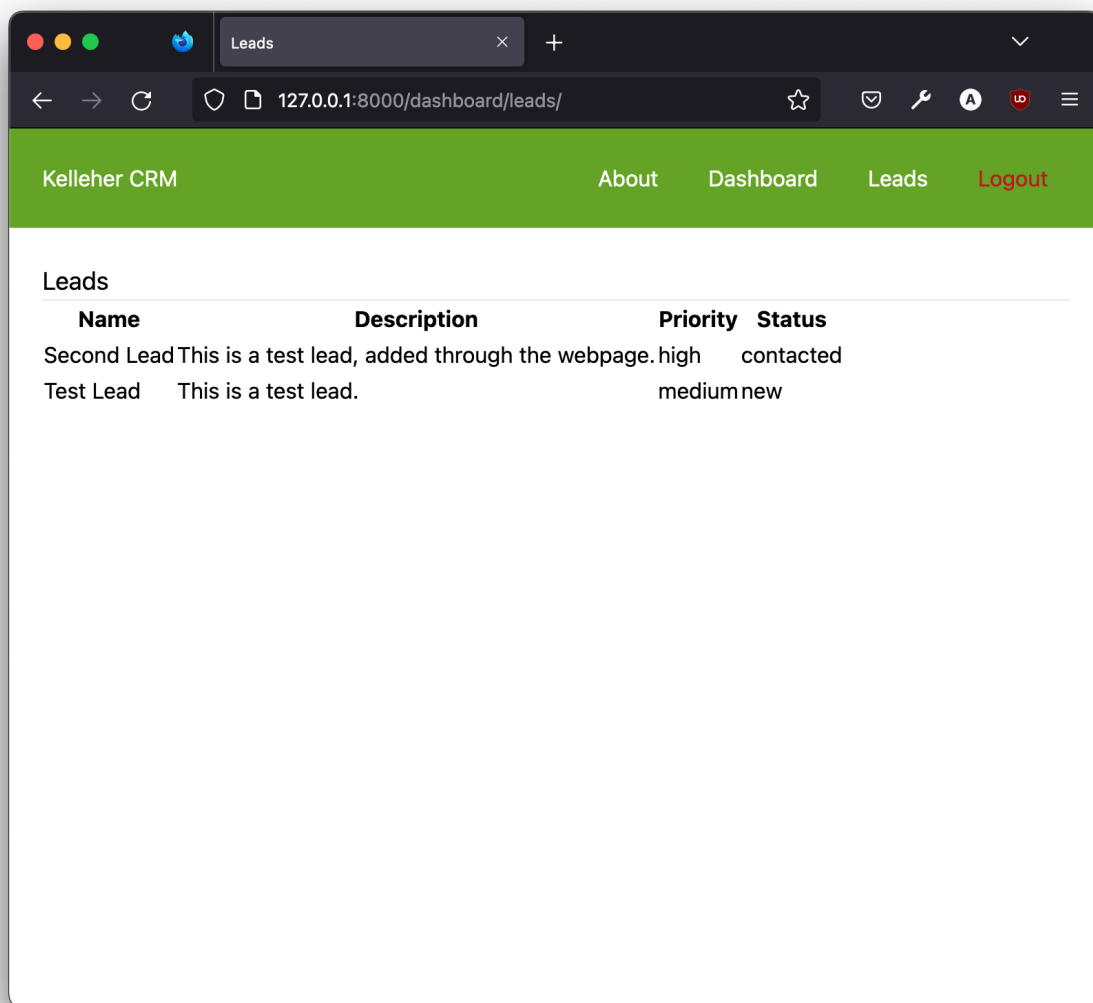 Leads
127.0.0.1:8000/dashboard/leads/
Kelleher CRM About Dashboard Leads Logout
Leads
Name Description Priority Status
Second Lead This is a test lead, added through the webpage. high contacted
Test Lead This is a test lead. medium new